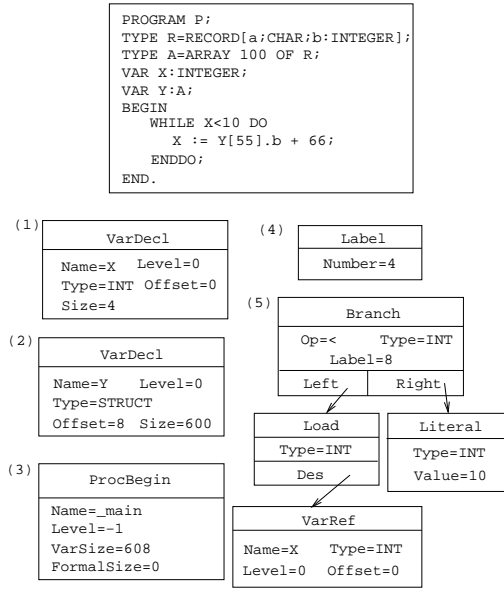 PROGRAM P;
TYPE R=RECORD[a;CHAR;b:INTEGER];
TYPE A=ARRAY 100 OF R;
VAR X:INTEGER;
VAR Y:A;
BEGIN
WHILE X<10 DO
X := Y[55].b + 66;
ENDDO;
END.
(1)
VarDecl
Name=X Level=0
Type=INT Offset=0
Size=4
(2)
VarDecl
Name=Y Level=0
Type=STRUCT
Offset=8 Size=600
(3)
ProcBegin
Name=_main
Level=-1
VarSize=608
FormalSize=0
(4)
Label
Number=4
(5)
Branch
Op=< Type=INT
Label=8
Left Right
Load
Type=INT
Des
Literal
Type=INT
Value=10
VarRef
Name=X Type=INT
Level=0 Offset=0